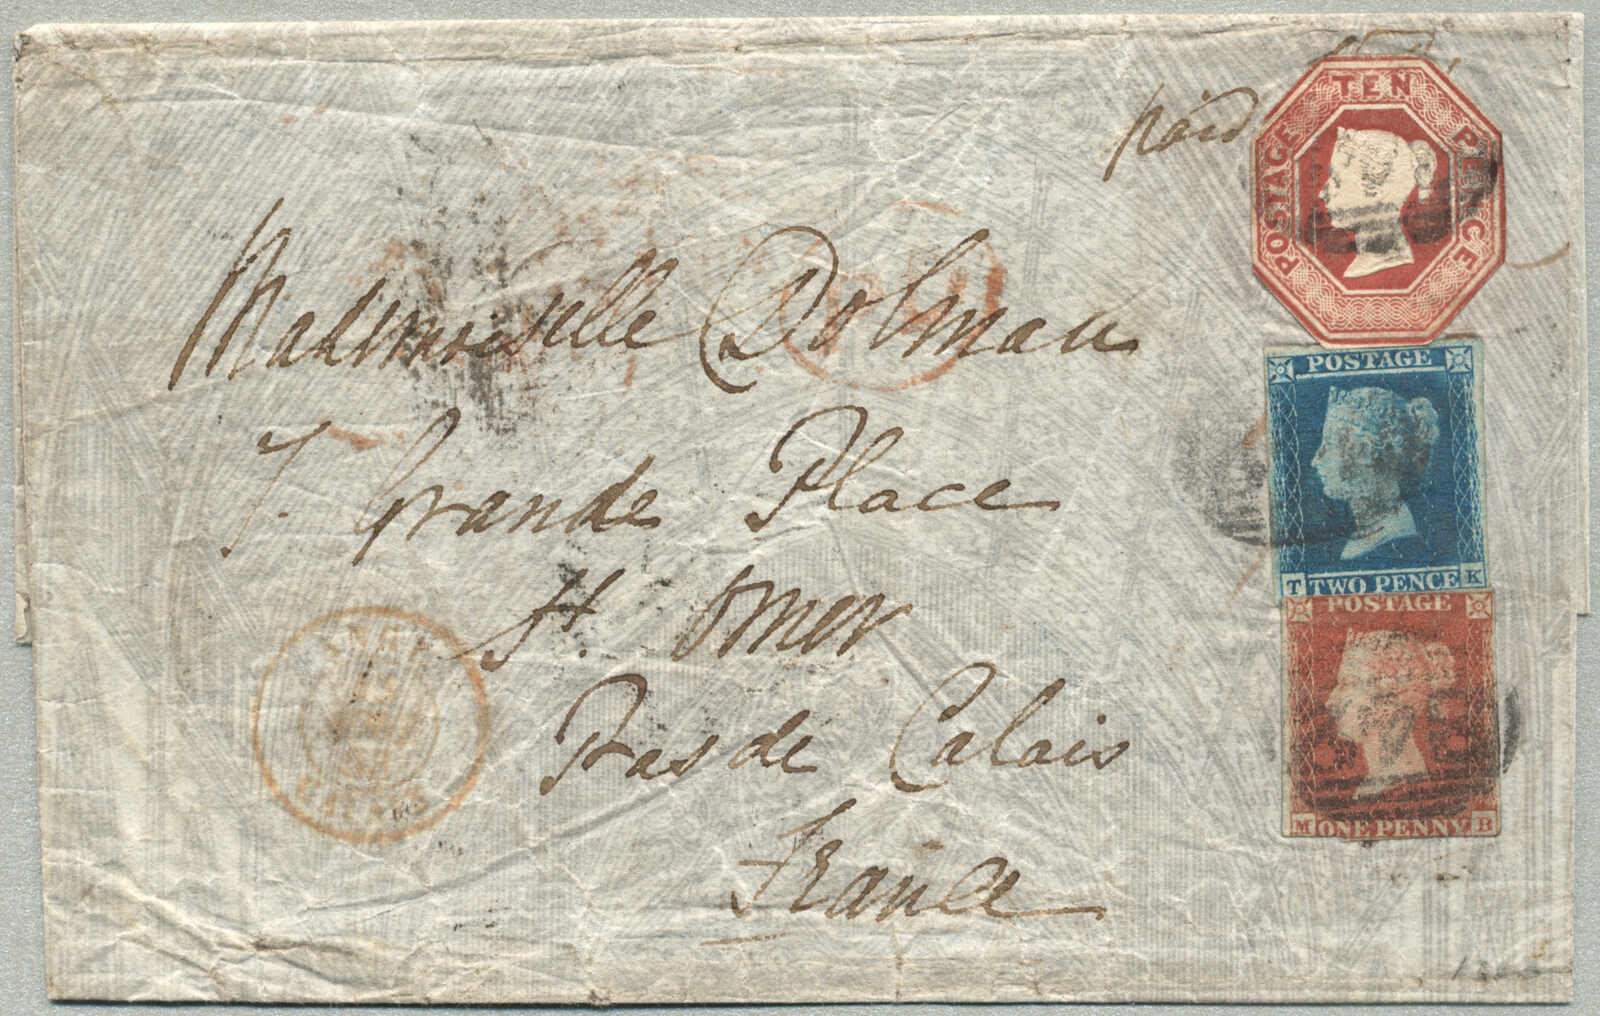 paid
TEN PENCE POSTAGE
Mademoiselle Dolman
7. Grande Place
St. Omer
Pas de Calais
France
POSTAGE
T TWO PENCE K
POSTAGE
M ONE PENNY B